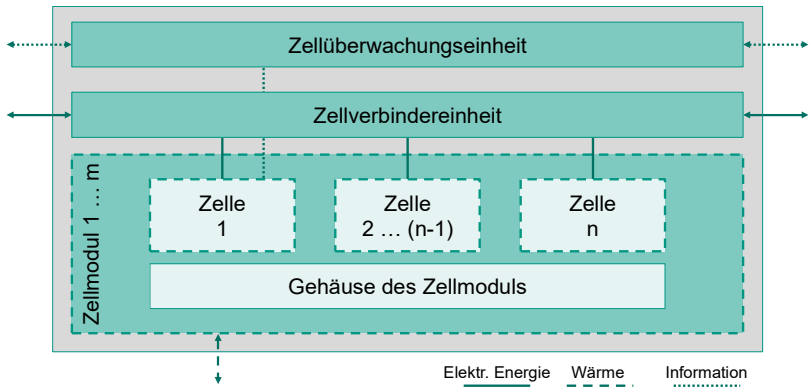 Zellüberwachungseinheit
Zellverbindereinheit
Zellmodul 1 ... m
Zelle
1
Zelle
2 ... (n-1)
Zelle
n
Gehäuse des Zellmoduls
Elektr. Energie
Wärme
Information